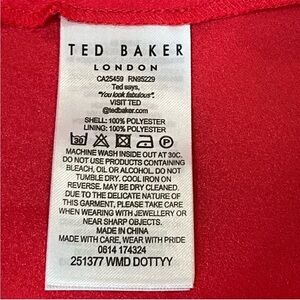 TED BAKER
LONDON
CA25459 RN95229
Ted says,
"You look fabulous".
VISIT TED
@tedbaker.com
SHELL: 100% POLYESTER
LINING: 100% POLYESTER
30
MACHINE WASH INSIDE OUT AT 30C.
DO NOT USE PRODUCTS CONTAINING
BLEACH, OIL OR ALCOHOL. DO NOT
TUMBLE DRY. COOL IRON ON
REVERSE. MAY BE DRY CLEANED.
DUE TO THE DELICATE NATURE OF
THIS GARMENT, PLEASE TAKE CARE
WHEN WEARING WITH JEWELLERY OR
NEAR SHARP OBJECTS.
MADE IN CHINA
MADE WITH CARE, WEAR WITH PRIDE
0614 174324
251377 WMD DOTTYY